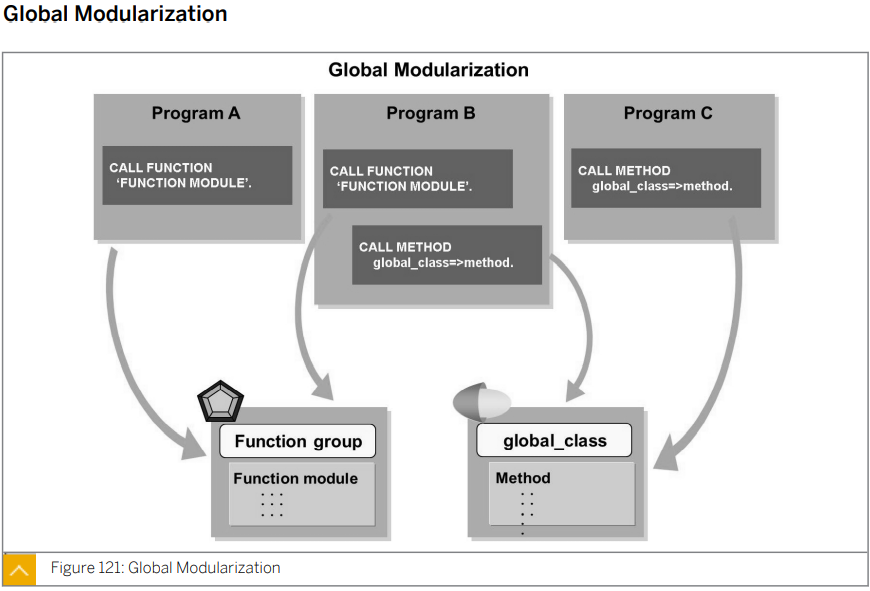 Global Modularization
Global Modularization
Program A
CALL FUNCTION
‘FUNCTION MODULE’.
Program B
CALL FUNCTION
‘FUNCTION MODULE’.
CALL METHOD
global_class=>method.
Program C
CALL METHOD
global_class=>method.
Function group
Function module
global_class
Method
Figure 121: Global Modularization